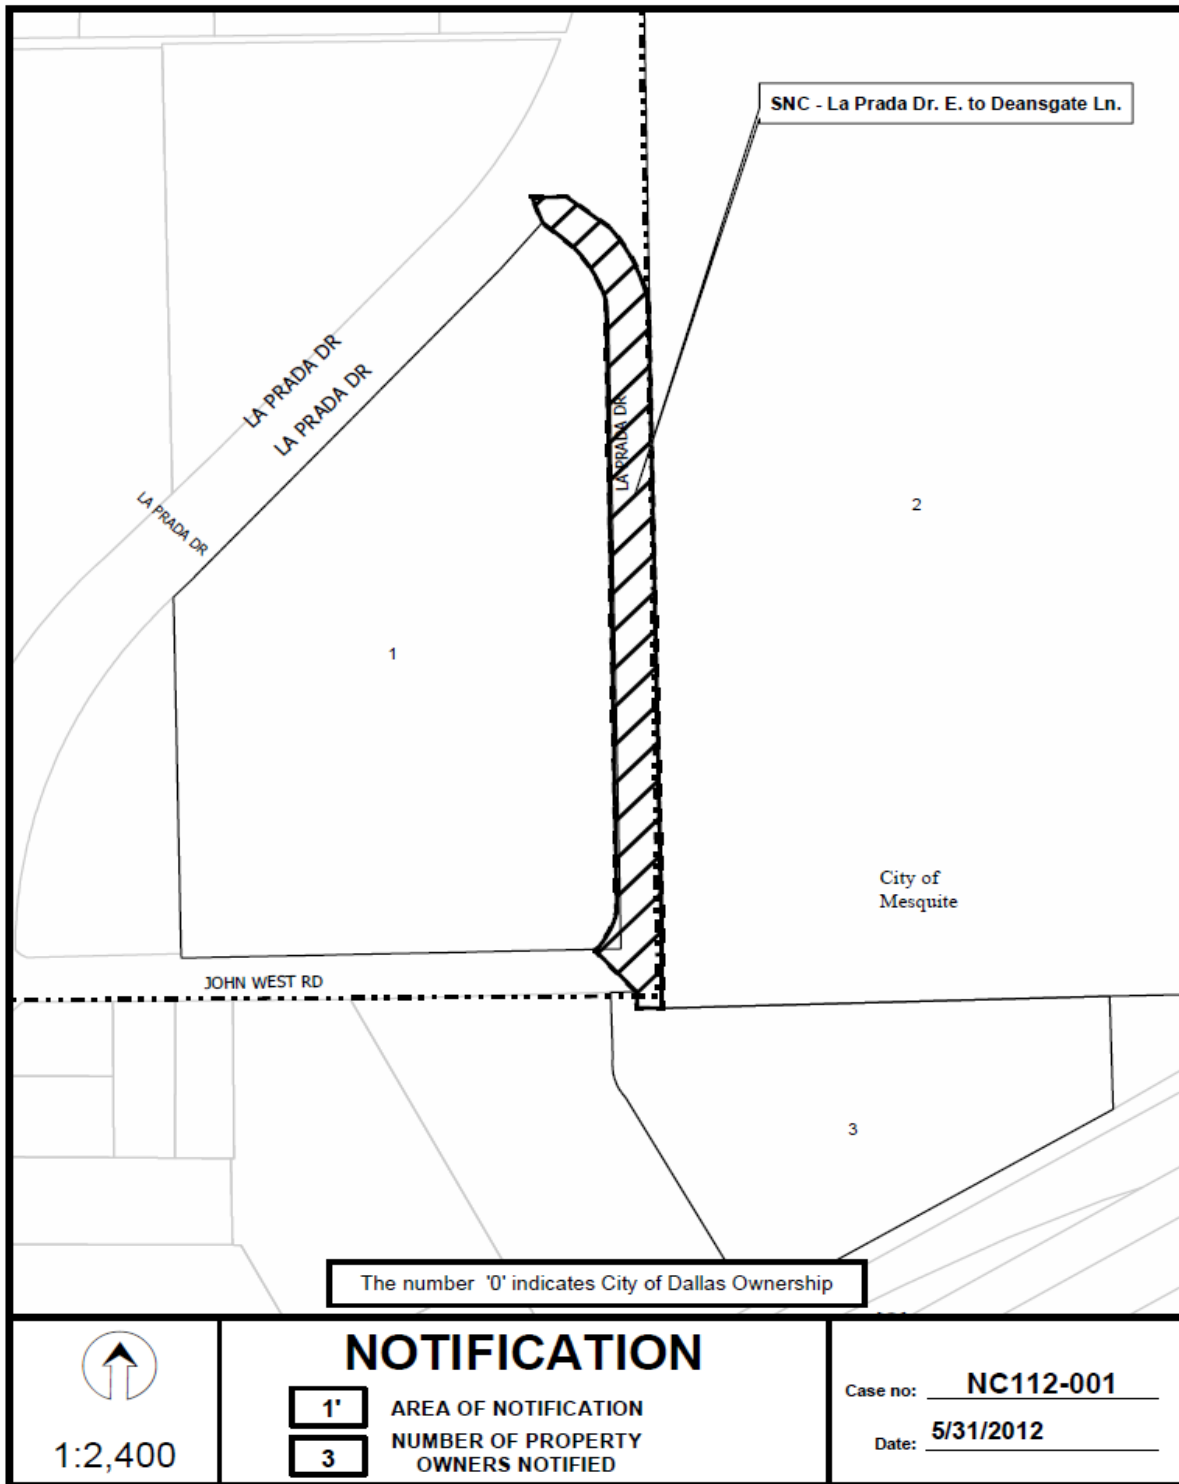 SNC - La Prada Dr. E. to Deansgate Ln.
LA PRADA DR
LA PRADA DR
LA PRADA DR
LA PRADA DR
2
1
City of
Mesquite
JOHN WEST RD
3
The number '0' indicates City of Dallas Ownership
NOTIFICATION
1' AREA OF NOTIFICATION
3 NUMBER OF PROPERTY
OWNERS NOTIFIED
1:2,400
Case no: NC112-001
Date: 5/31/2012